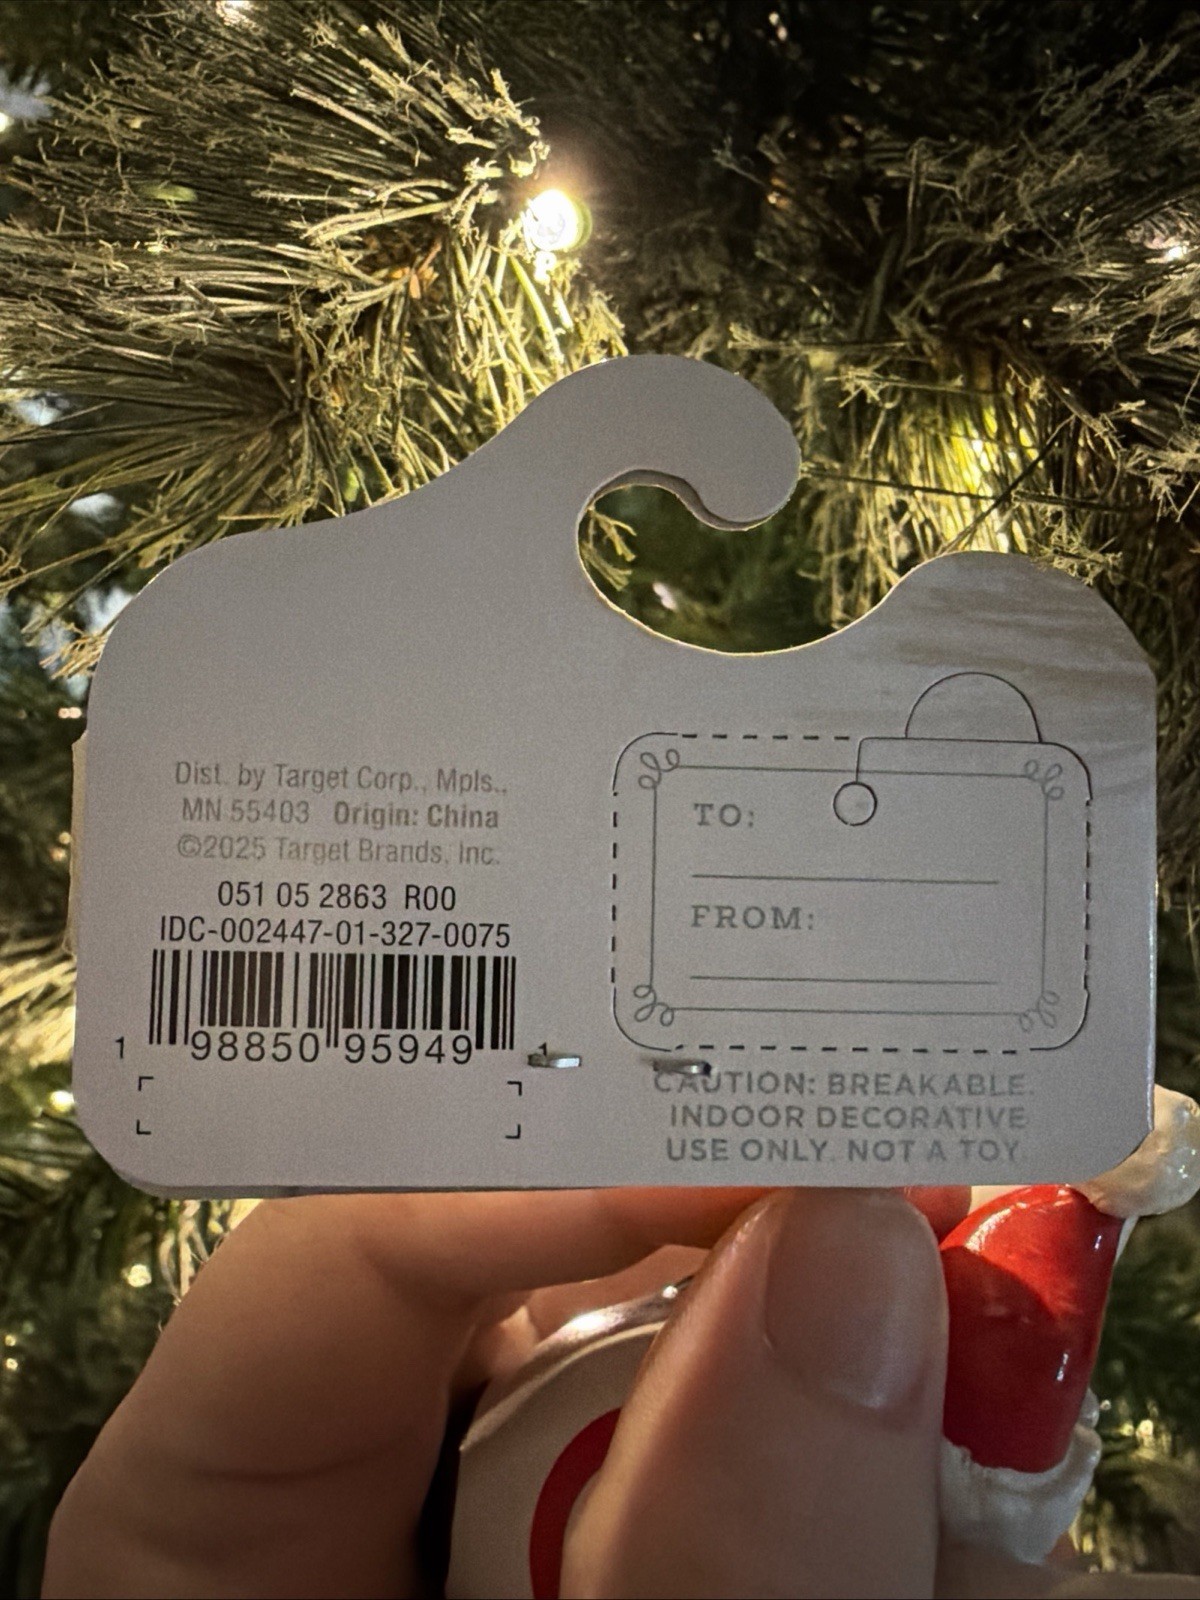 Dist. by Target Corp., Mpls.,
MN 55403 Origin: China
©2025 Target Brands, Inc.
051 05 2863 R00
IDC-002447-01-327-0075
1 98850 95949 1
TO:
FROM:
CAUTION: BREAKABLE.
INDOOR DECORATIVE
USE ONLY. NOT A TOY.